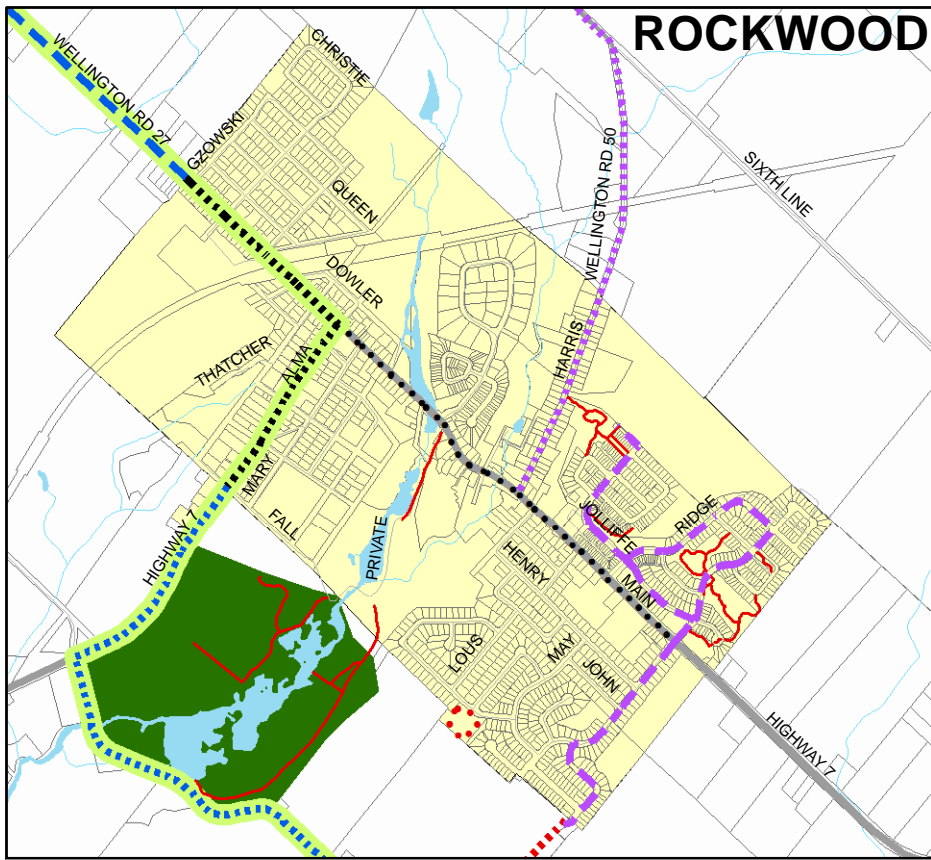 ROCKWOOD
CHRISTIE
WELLINGTON RD 27
GZOWSKI
WELLINGTON RD 50
SIXTH LINE
QUEEN
DOWLER
THATCHER
ALMA
HARRIS
MARY
FALL
HIGHWAY 7
PRIVATE
JOLLIFFE
RIDGE
HENRY
MAIN
LOUS
MAY
JOHN
HIGHWAY 7